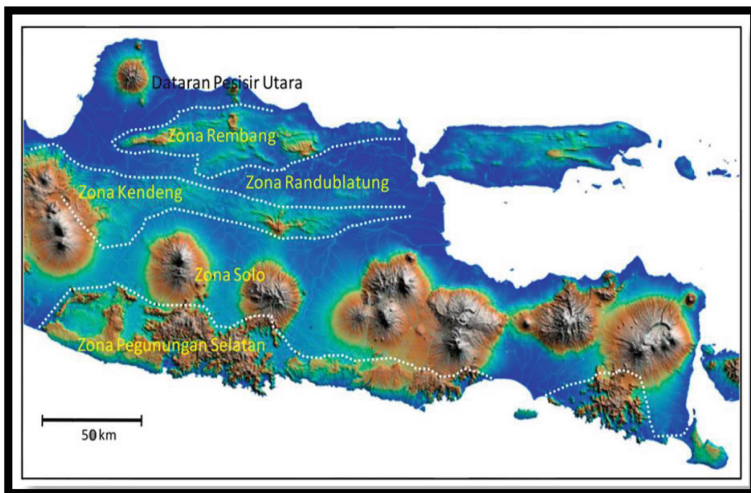 Dataran Pesisir Utara
Zona Rembang
Zona Kendeng
Zona Randublatung
Zona Solo
Zona Pegunungan Selatan
50 km